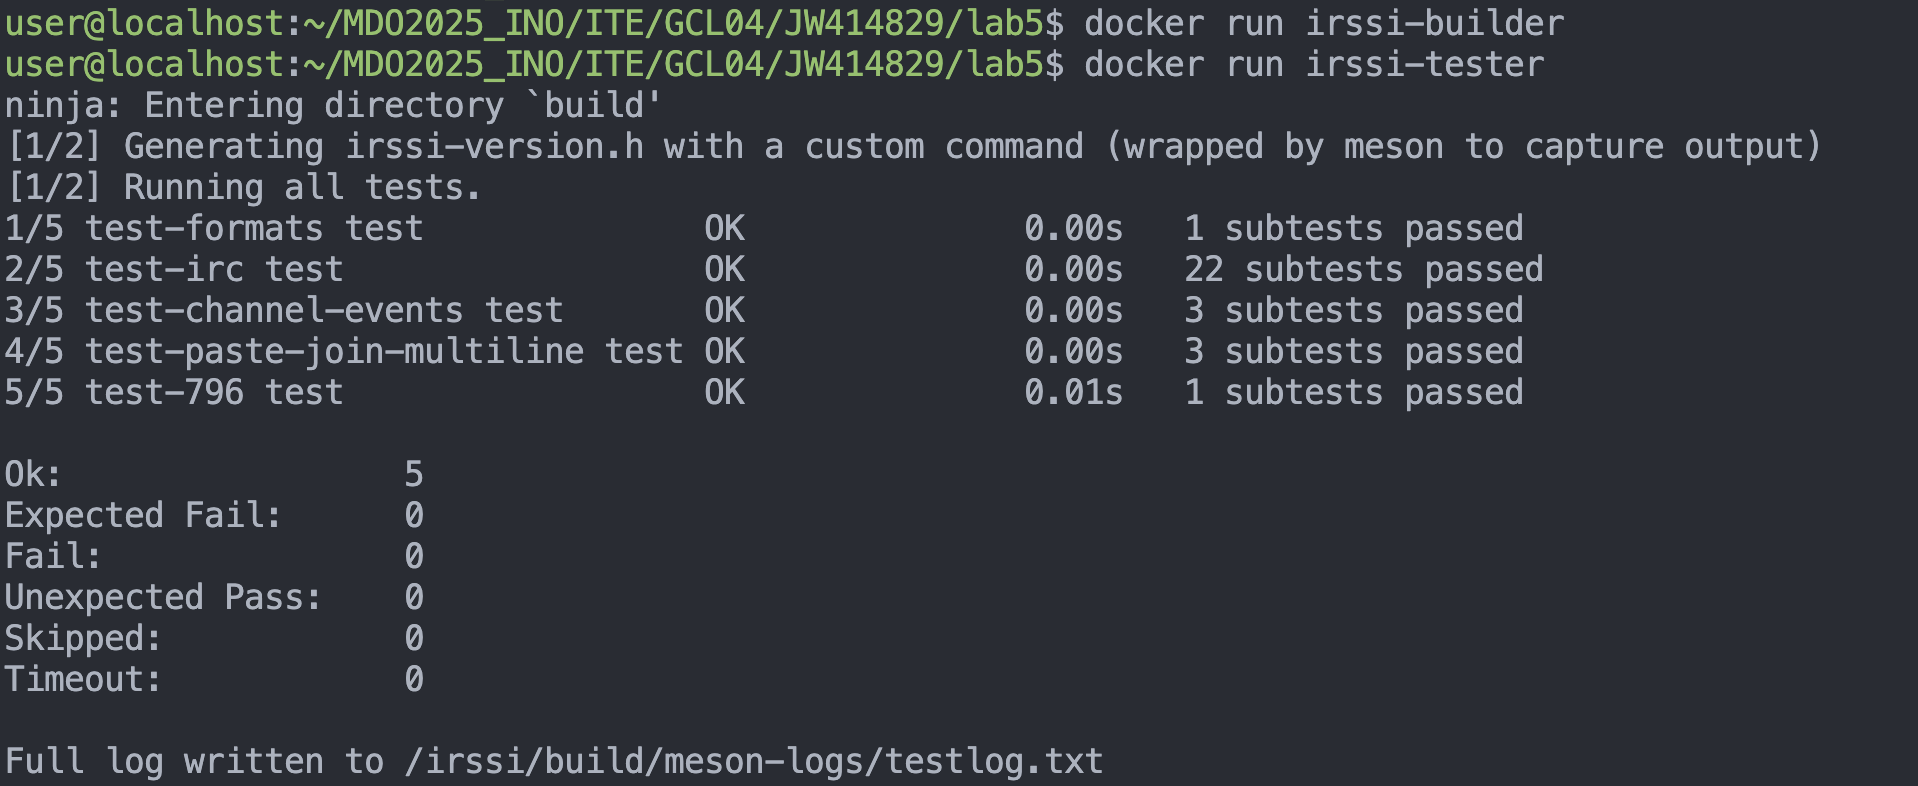 user@localhost:~/MDO2025_INO/ITE/GCL04/JW414829/lab5$ docker run irssi-builder
user@localhost:~/MDO2025_INO/ITE/GCL04/JW414829/lab5$ docker run irssi-tester
ninja: Entering directory `build'
[1/2] Generating irssi-version.h with a custom command (wrapped by meson to capture output)
[1/2] Running all tests.
1/5 test-formats test              OK              0.00s   1 subtests passed
2/5 test-irc test                  OK              0.00s   22 subtests passed
3/5 test-channel-events test       OK              0.00s   3 subtests passed
4/5 test-paste-join-multiline test OK              0.00s   3 subtests passed
5/5 test-796 test                  OK              0.01s   1 subtests passed

Ok:                 5
Expected Fail:      0
Fail:               0
Unexpected Pass:    0
Skipped:            0
Timeout:            0

Full log written to /irssi/build/meson-logs/testlog.txt